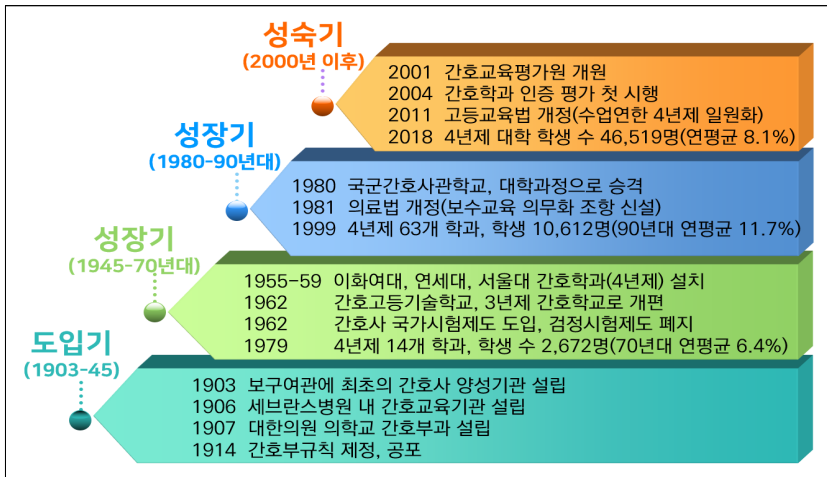 성숙기
(2000년 이후)
2001 간호교육평가원 개원
2004 간호학과 인증 평가 첫 시행
2011 고등교육법 개정(수업연한 4년제 일원화)
2018 4년제 대학 학생 수 46,519명(연평균 8.1%)
성장기
(1980-90년대)
1980 국군간호사관학교, 대학과정으로 승격
1981 의료법 개정(보수교육 의무화 조항 신설)
1999 4년제 63개 학과, 학생 10,612명(90년대 연평균 11.7%)
성장기
(1945-70년대)
1955-59 이화여대, 연세대, 서울대 간호학과(4년제) 설치
1962 간호고등기술학교, 3년제 간호학교로 개편
1962 간호사 국가시험제도 도입, 검정시험제도 폐지
1979 4년제 14개 학과, 학생 수 2,672명(70년대 연평균 6.4%)
도입기
(1903-45)
1903 보구여관에 최초의 간호사 양성기관 설립
1906 세브란스병원 내 간호교육기관 설립
1907 대한의원 의학교 간호부과 설립
1914 간호부규칙 제정, 공포